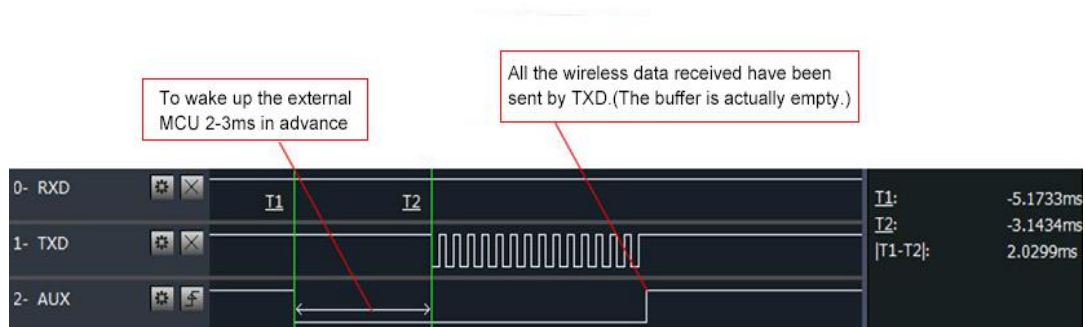 To wake up the external
MCU 2-3ms in advance
All the wireless data received have been
sent by TXD.(The buffer is actually empty.)
0- RXD
T1
T2
1- TXD
2- AUX
T1: -5.1733ms
T2: -3.1434ms
|T1-T2|: 2.0299ms